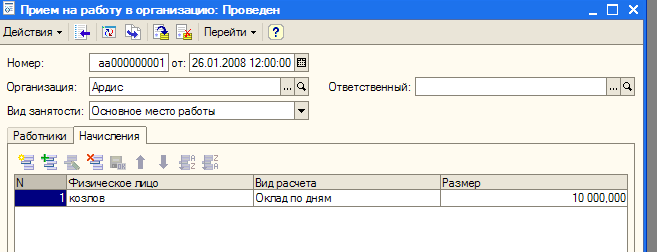 Прием на работу в организацию: Проведен
Действия Перейти ?
Номер: аа000000001 от: 26.01.2008 12:00:00
Организация: Ардис ... Ответственный: ...
Вид занятости: Основное место работы
Работники Начисления
N Физическое лицо Вид расчета Размер
1 козлов Оклад по дням 10 000,000